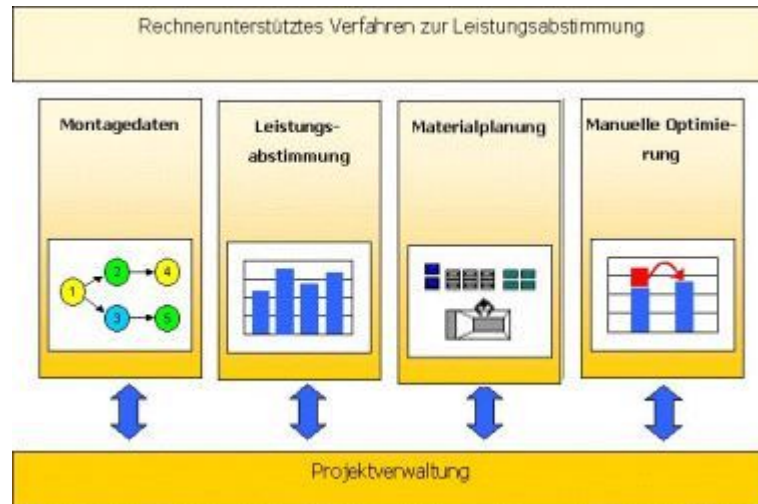 Rechnerunterstütztes Verfahren zur Leistungsabstimmung
Montagedaten
Leistungs-
abstimmung
Materialplanung
Manuelle Optimie-
rung
1
2
4
3
5
Projektverwaltung